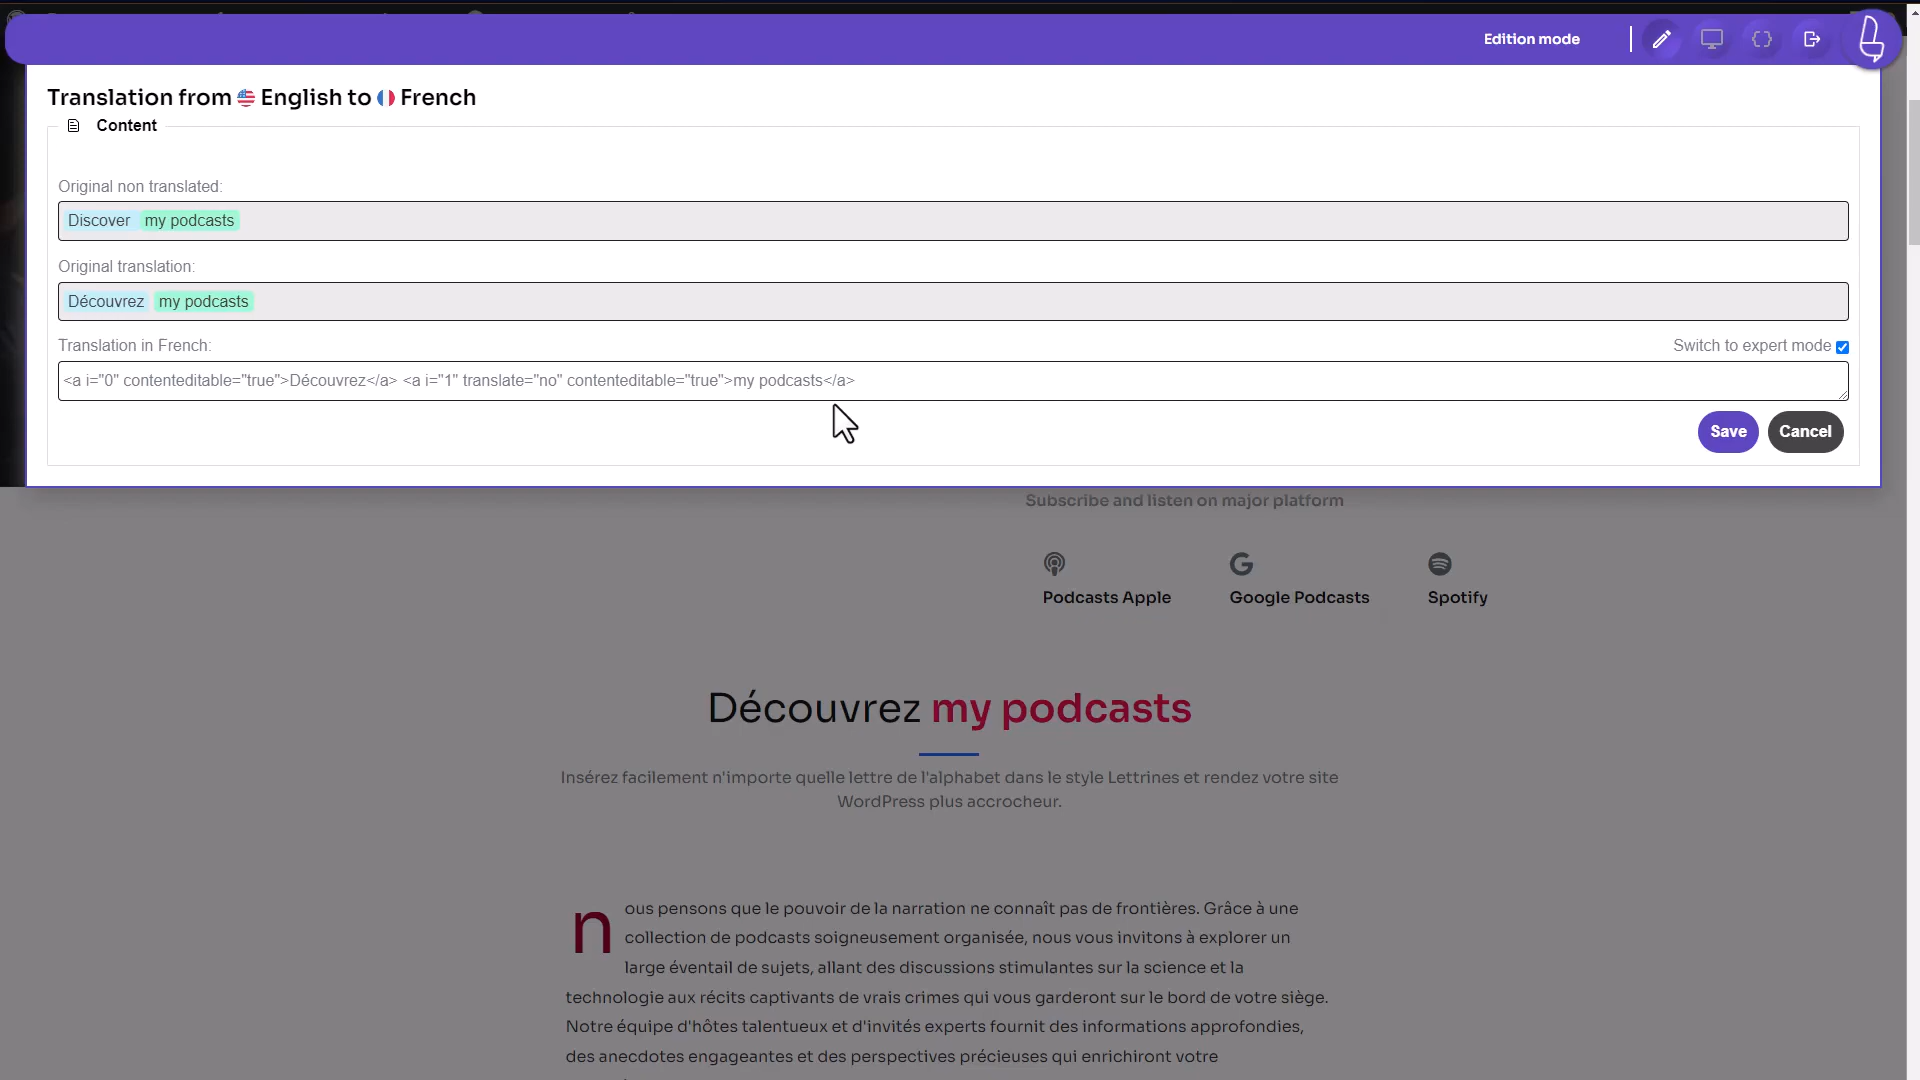 Edition mode
Translation from English to French
Content
Original non translated:
Discover my podcasts
Original translation:
Découvrez my podcasts
Translation in French:
Switch to expert mode
<a i="0" contenteditable="true">Découvrez</a> <a i="1" translate="no" contenteditable="true">my podcasts</a>
Save Cancel
Subscribe and listen on major platform
Podcasts Apple
Google Podcasts
Spotify
Découvrez my podcasts
Insérez facilement n'importe quelle lettre de l'alphabet dans le style Lettrines et rendez votre site
WordPress plus accrocheur.
nous pensons que le pouvoir de la narration ne connaît pas de frontières. Grâce à une
collection de podcasts soigneusement organisée, nous vous invitons à explorer un
large éventail de sujets, allant des discussions stimulantes sur la science et la
technologie aux récits captivants de vrais crimes qui vous garderont sur le bord de votre siège.
Notre équipe d'hôtes talentueux et d'invités experts fournit des informations approfondies,
des anecdotes engageantes et des perspectives précieuses qui enrichiront votre